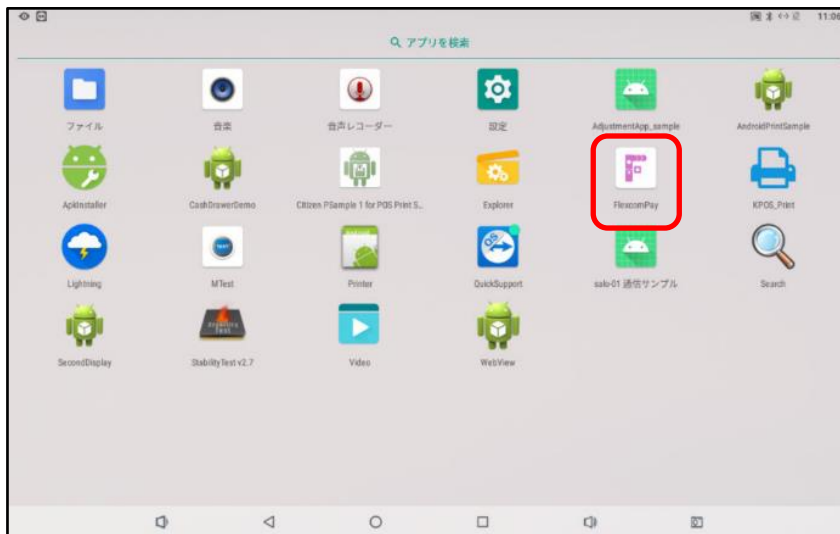 11:06
アプリを検索
ファイル
音楽
音声レコーダー
設定
AdjustmentApp_sample
AndroidPrintSample
ApkInstaller
CashDrawerDemo
Citizen PSample 1 for POS Print S...
Explorer
FlexcomPay
KPOS_Print
Lightning
MTest
Printer
QuickSupport
salo-01 通信サンプル
Search
SecondDisplay
StabilityTest v2.7
Video
WebView